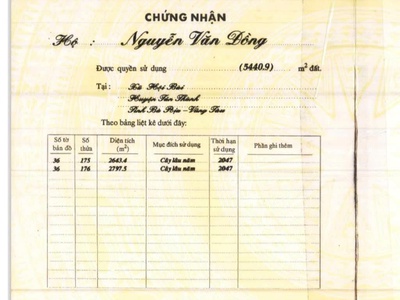 CHỨNG NHẬN
Hộ : Nguyễn Văn Đồng
Được quyền sử dụng (5440.9) m² đất.
Tại : Xã Hội Bài
Huyện Tân Thành
Tỉnh Bà Rịa - Vũng Tàu
Theo bảng liệt kê dưới đây:
Số tờ bản đồ Số thửa Diện tích (m²) Mục đích sử dụng Thời hạn sử dụng Phần ghi thêm
36 175 2643.4 Cây lâu năm 2047
36 176 2797.5 Cây lâu năm 2047